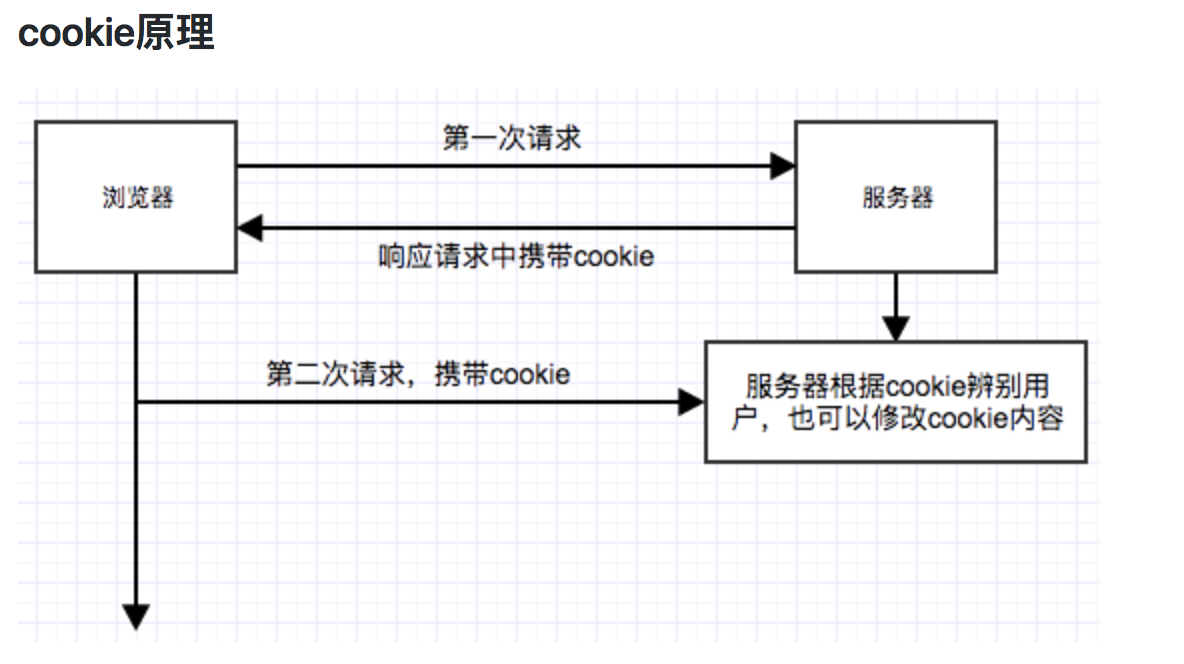 cookie原理
第一次请求
浏览器
服务器
响应请求中携带cookie
第二次请求，携带cookie
服务器根据cookie辨别用
户，也可以修改cookie内容